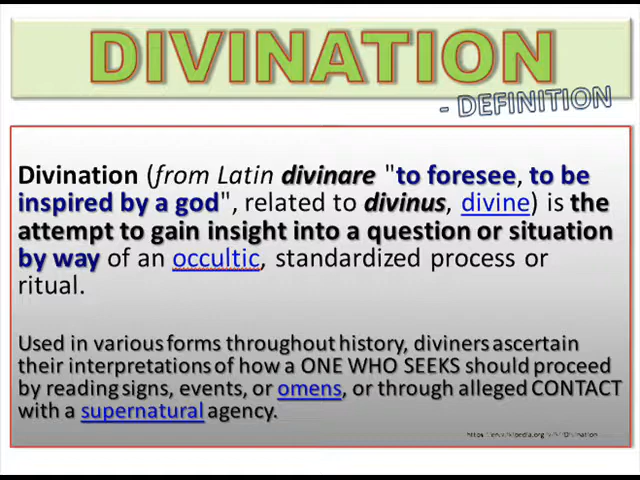 DIVINATION
- DEFINITION
Divination (from Latin divinare "to foresee, to be
inspired by a god", related to divinus, divine) is the
attempt to gain insight into a question or situation
by way of an occultic, standardized process or
ritual.
Used in various forms throughout history, diviners ascertain
their interpretations of how a ONE WHO SEEKS should proceed
by reading signs, events, or omens, or through alleged CONTACT
with a supernatural agency.